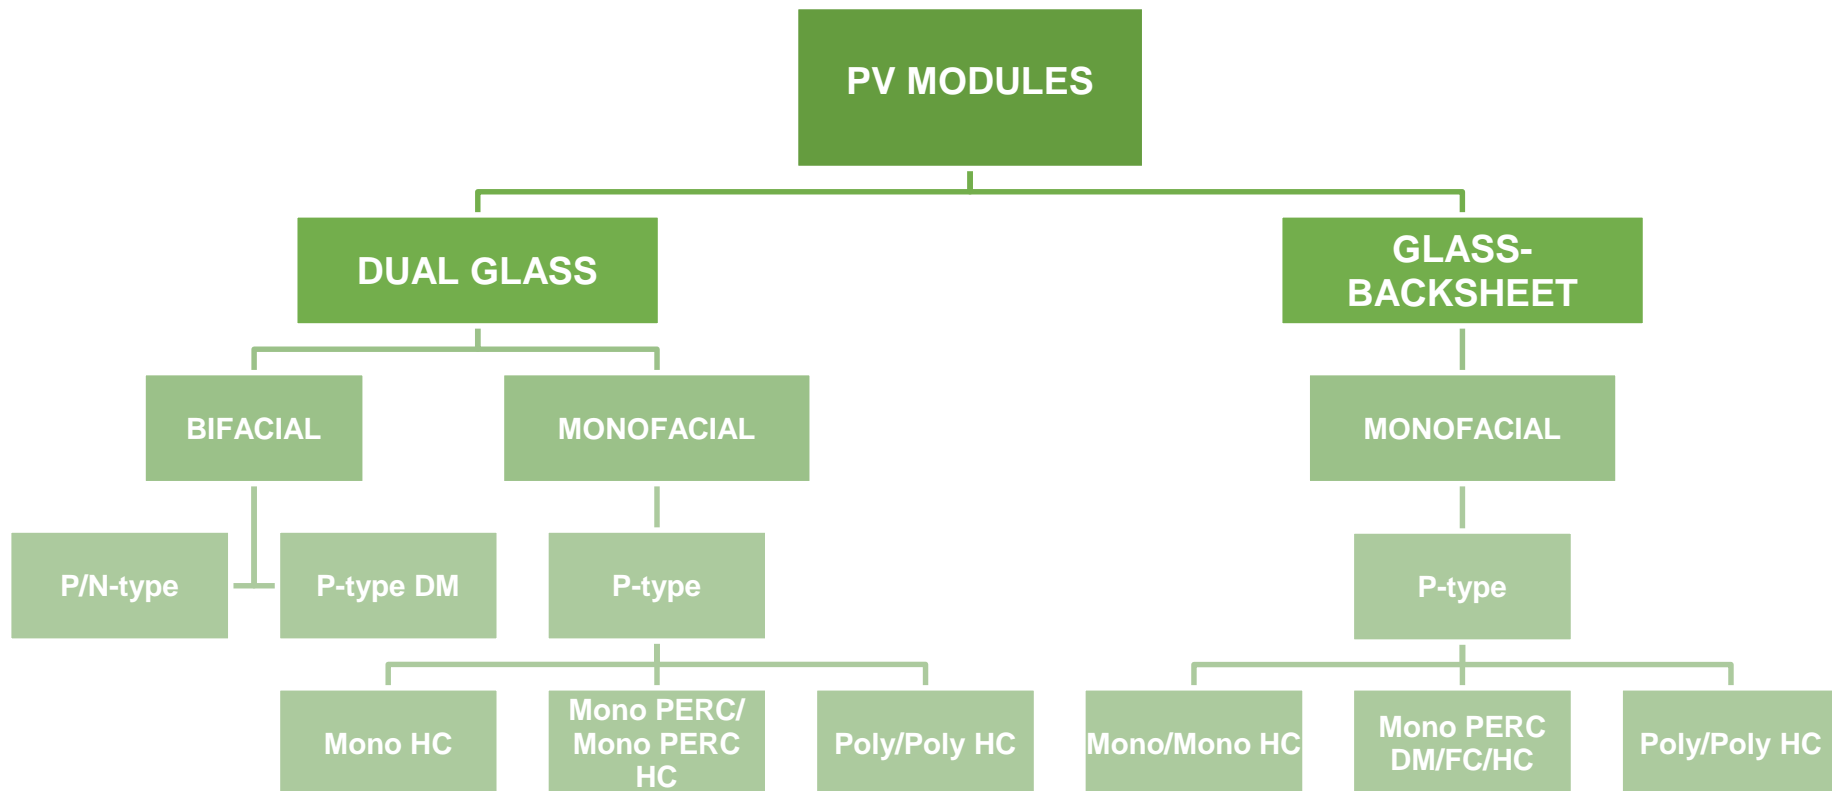 PV MODULES
DUAL GLASS
GLASS-
BACKSHEET
BIFACIAL
MONOFACIAL
MONOFACIAL
P/N-type
P-type DM
P-type
P-type
Mono HC
Mono PERC/
Mono PERC
HC
Poly/Poly HC
Mono/Mono HC
Mono PERC
DM/FC/HC
Poly/Poly HC